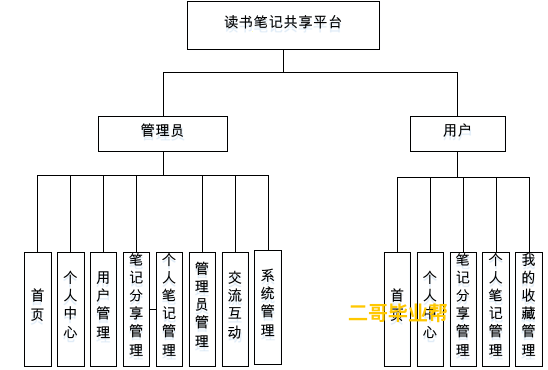 读书笔记共享平台
管理员
用户
首页
个人中心
用户管理
笔记分享管理
个人笔记管理
管理员管理
交流互动
系统管理
首页
个人中心
笔记分享管理
个人笔记管理
我的收藏管理
二哥毕业帮